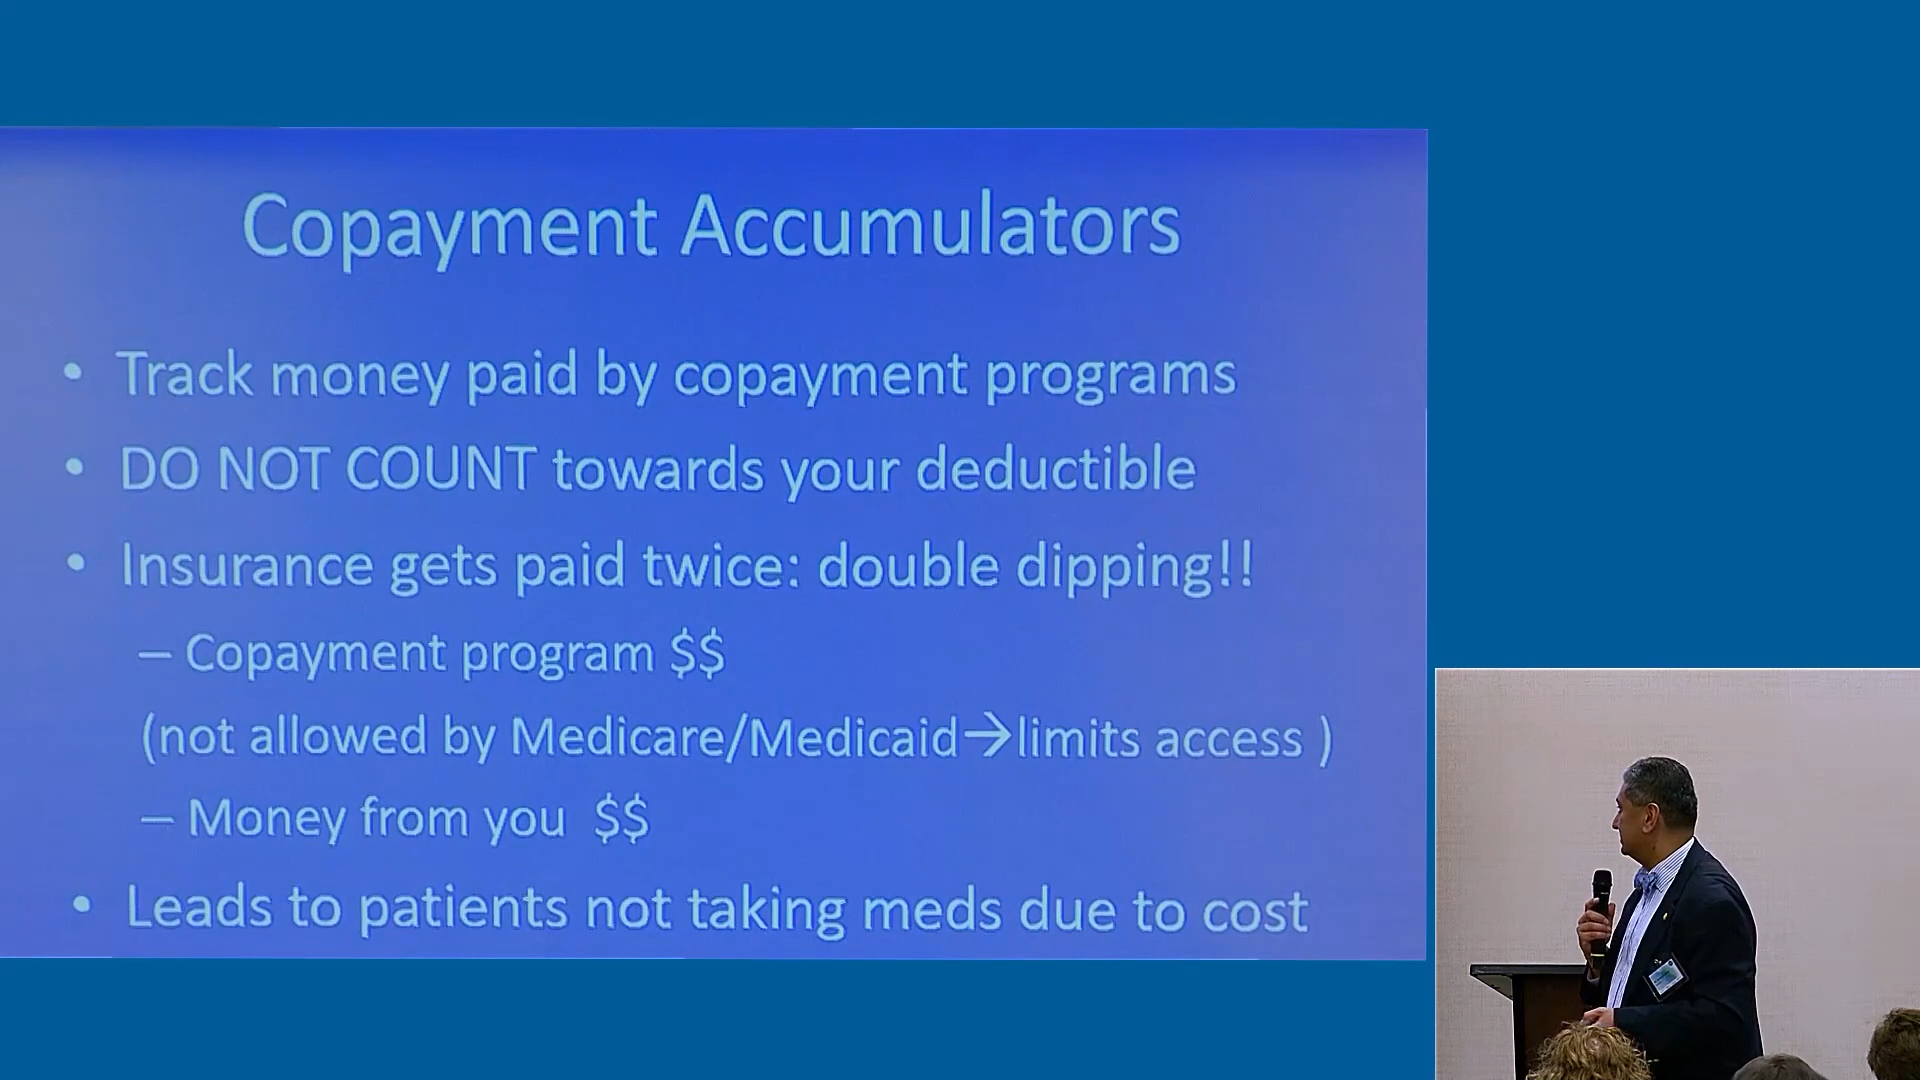 Copayment Accumulators
• Track money paid by copayment programs
• DO NOT COUNT towards your deductible
• Insurance gets paid twice: double dipping!!
– Copayment program $$
(not allowed by Medicare/Medicaid→limits access )
– Money from you $$
• Leads to patients not taking meds due to cost